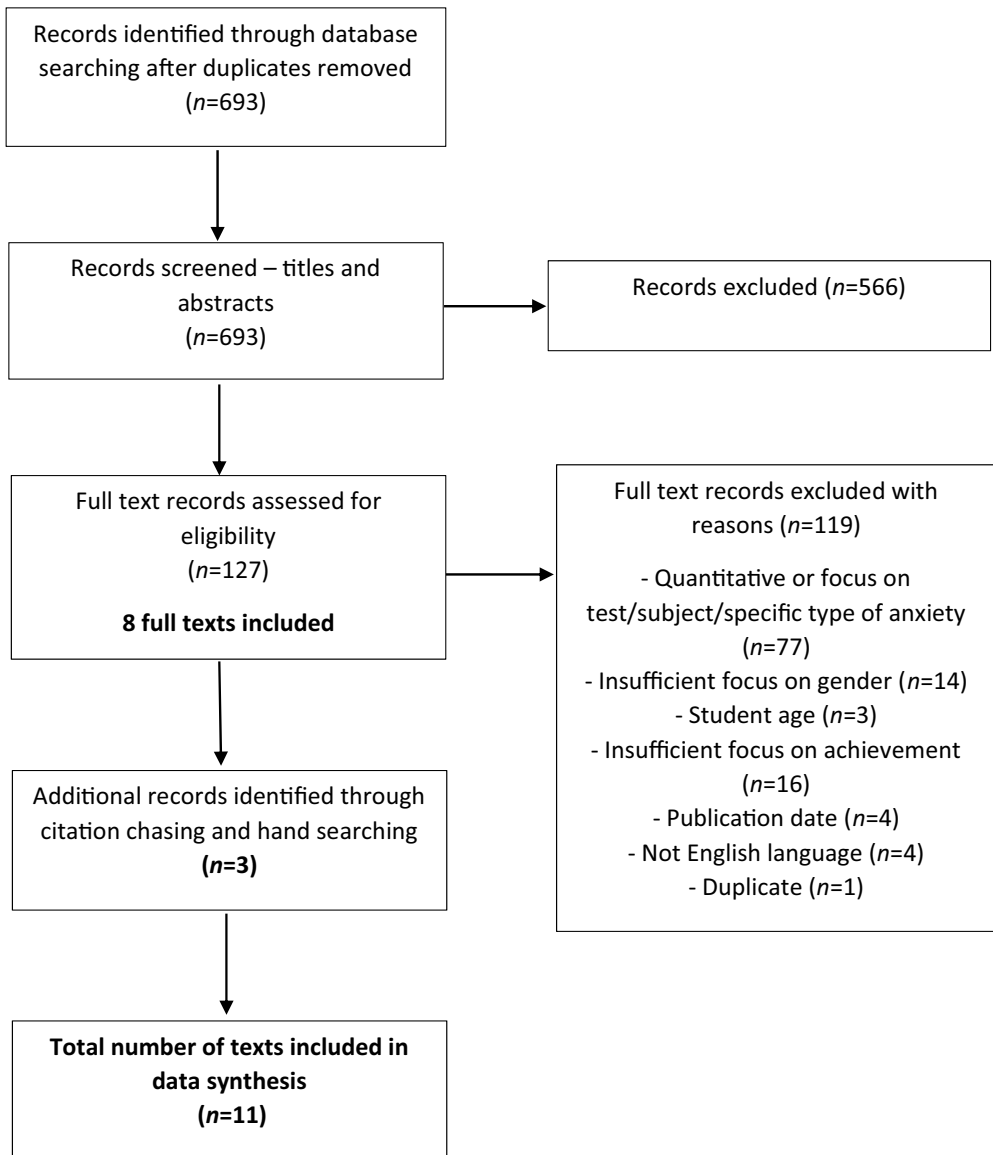 Records identified through database
searching after duplicates removed
(n=693)
Records screened – titles and
abstracts
(n=693)
Records excluded (n=566)
Full text records assessed for
eligibility
(n=127)
8 full texts included
Full text records excluded with
reasons (n=119)
- Quantitative or focus on
test/subject/specific type of anxiety
(n=77)
- Insufficient focus on gender (n=14)
- Student age (n=3)
- Insufficient focus on achievement
(n=16)
- Publication date (n=4)
- Not English language (n=4)
- Duplicate (n=1)
Additional records identified through
citation chasing and hand searching
(n=3)
Total number of texts included in
data synthesis
(n=11)